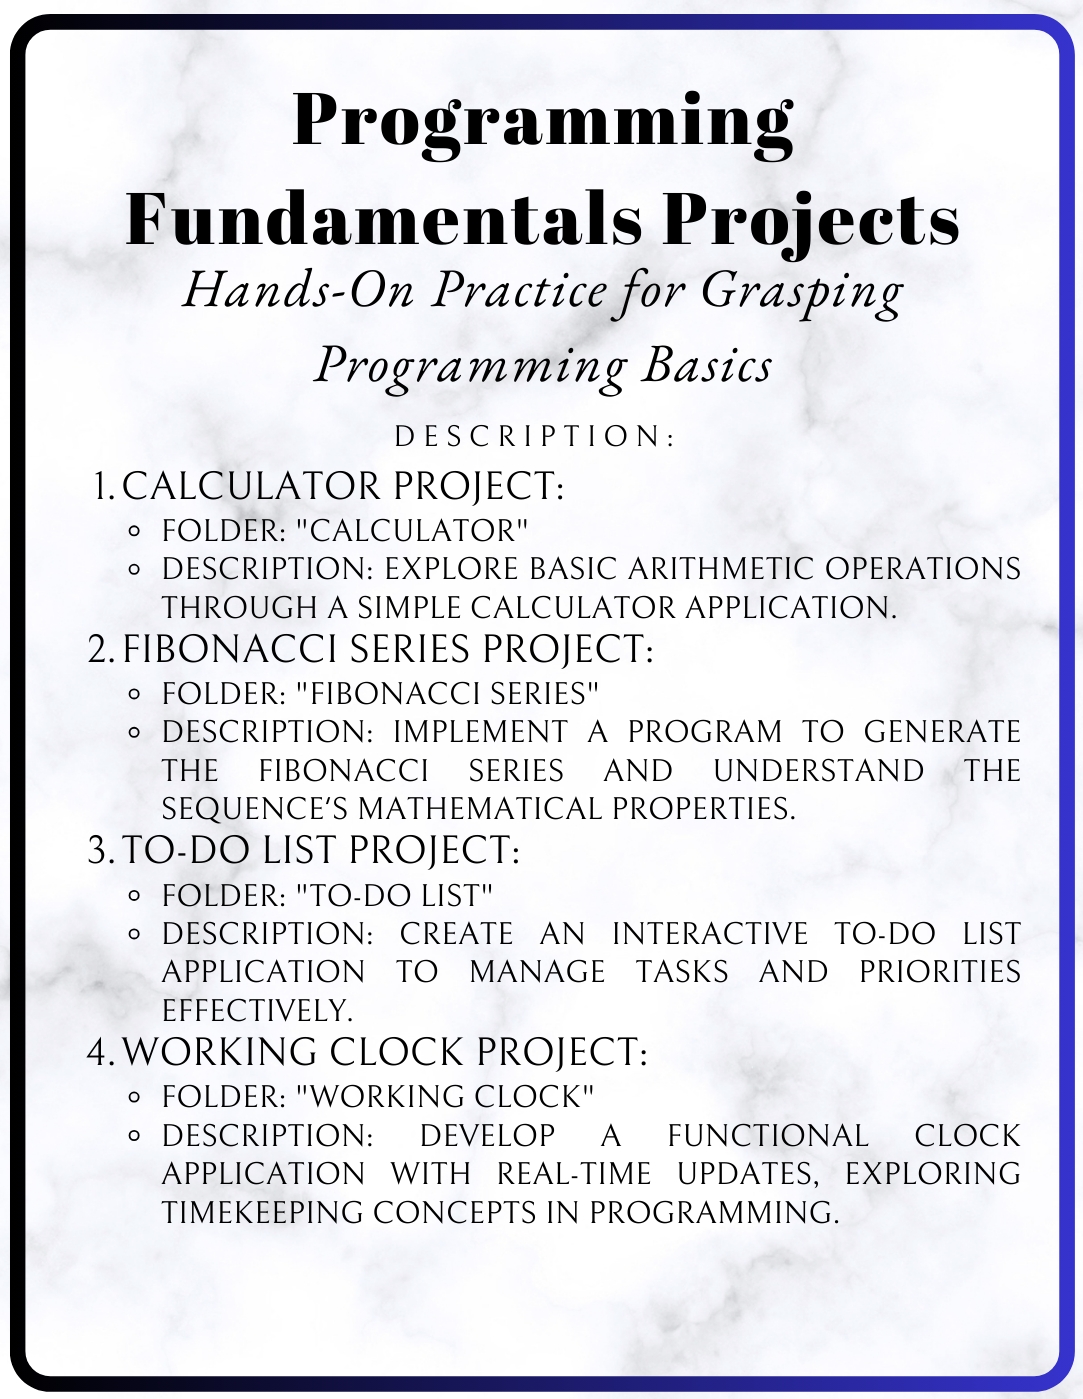 Programming
Fundamentals Projects
Hands-On Practice for Grasping
Programming Basics
DESCRIPTION:
1. CALCULATOR PROJECT:
FOLDER: "CALCULATOR"
DESCRIPTION: EXPLORE BASIC ARITHMETIC OPERATIONS
THROUGH A SIMPLE CALCULATOR APPLICATION.
2. FIBONACCI SERIES PROJECT:
FOLDER: "FIBONACCI SERIES"
DESCRIPTION: IMPLEMENT A PROGRAM TO GENERATE
THE FIBONACCI SERIES AND UNDERSTAND THE
SEQUENCE'S MATHEMATICAL PROPERTIES.
3. TO-DO LIST PROJECT:
FOLDER: "TO-DO LIST"
DESCRIPTION: CREATE AN INTERACTIVE TO-DO LIST
APPLICATION TO MANAGE TASKS AND PRIORITIES
EFFECTIVELY.
4. WORKING CLOCK PROJECT:
FOLDER: "WORKING CLOCK"
DESCRIPTION: DEVELOP A FUNCTIONAL CLOCK
APPLICATION WITH REAL-TIME UPDATES, EXPLORING
TIMEKEEPING CONCEPTS IN PROGRAMMING.